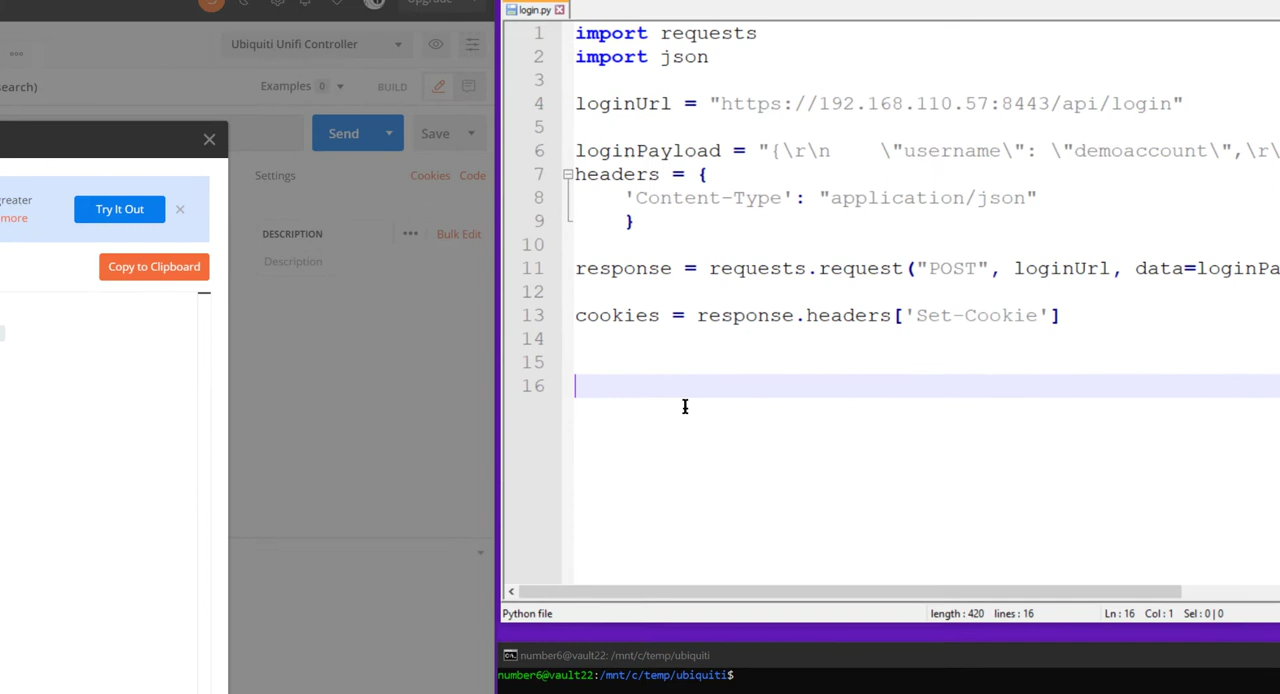 login.py
Upgrade
Ubiquiti Unifi Controller
search)
Examples 0
BUILD
Send
Save
Settings
Cookies
Code
greater
more
Try It Out
DESCRIPTION
Bulk Edit
Description
Copy to Clipboard
1 import requests
2 import json
3
4 loginUrl = "https://192.168.110.57:8443/api/login"
5
6 loginPayload = "{\r\n    \"username\": \"demoaccount\",\r\
7 headers = {
8     'Content-Type': "application/json"
9     }
10
11 response = requests.request("POST", loginUrl, data=loginPa
12
13 cookies = response.headers['Set-Cookie']
14
15
16
Python file
length : 420 lines : 16
Ln : 16 Col : 1 Sel : 0 | 0
number6@vault22: /mnt/c/temp/ubiquiti
number6@vault22:/mnt/c/temp/ubiquiti$